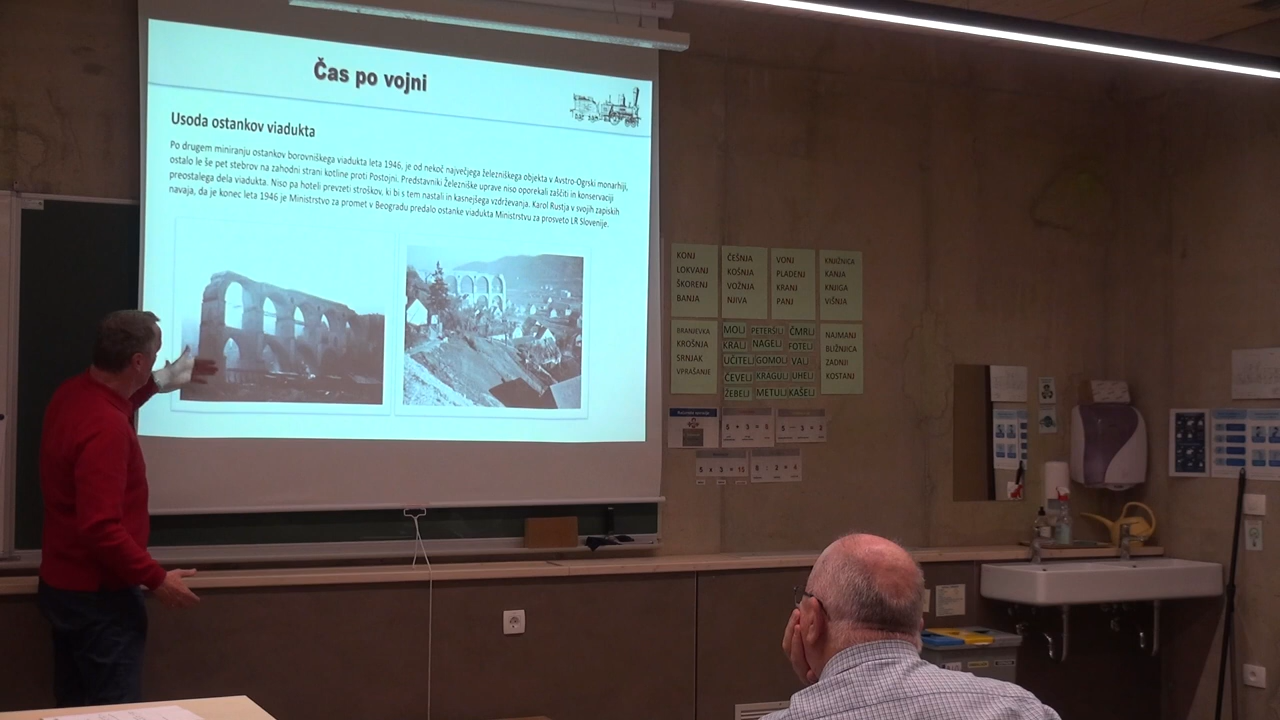 Čas po vojni
Usoda ostankov viadukta
Po drugem miniranju ostankov borovniškega viadukta leta 1946, je od nekoč največjega železniškega objekta v Avstro-Ogrski monarhiji,
ostalo le še pet stebrov na zahodni strani kotline proti Postojni. Predstavniki Železniške uprave niso oporekali zaščiti in konservaciji
preostalega dela viadukta. Niso pa hoteli prevzeti stroškov, ki bi s tem nastali in kasnejšega vzdrževanja. Karol Rustja v svojih zapiskih
navaja, da je konec leta 1946 je Ministrstvo za promet v Beogradu predalo ostanke viadukta Ministrstvu za prosveto LR Slovenije.
KONJ
LOKVANJ
ŠKORENJ
BANJA
ČEŠNJA
KOŠNJA
VOŽNJA
NJIVA
VONJ
PLADENJ
KRANJ
PANJ
KNJIŽNICA
KANJA
KNJIGA
VIŠNJA
BRANJEVKA
KROŠNJA
SRNJAK
VPRAŠANJE
MOLJ PETERŠILJ ČMRLJ
KRALJ NAGELJ FOTELJ
UČITELJ GOMOLJ VALJ
ČEVELJ KRAGULJ UHELJ
ŽEBELJ METULJ KAŠELJ
NAJMANJ
BLIŽNJICA
ZADNJI
KOSTANJ